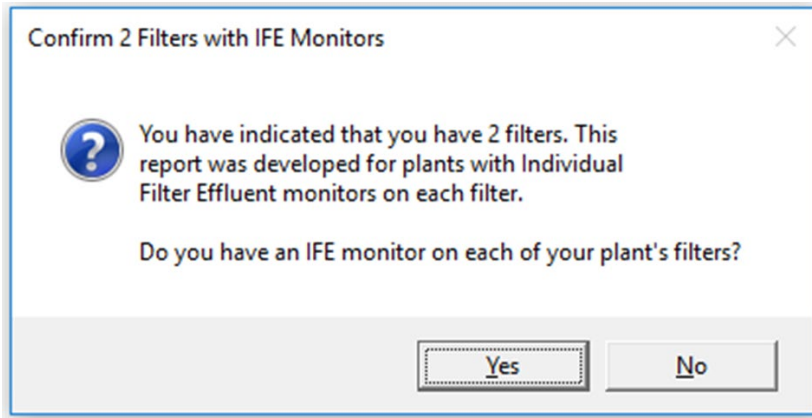 Confirm 2 Filters with IFE Monitors
You have indicated that you have 2 filters. This
report was developed for plants with Individual
Filter Effluent monitors on each filter.
Do you have an IFE monitor on each of your plant's filters?
Yes
No